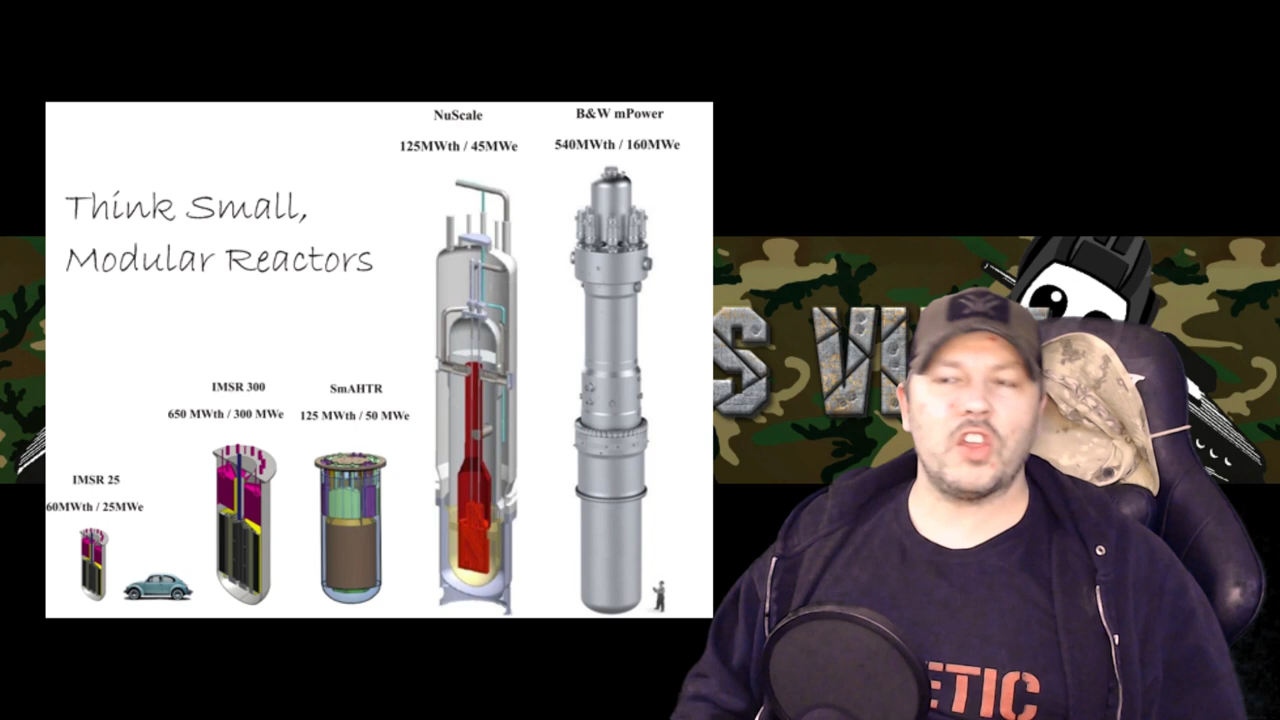 NuScale
125MWth / 45MWe
B&W mPower
540MWth / 160MWe
Think Small,
Modular Reactors
IMSR 300
650 MWth / 300 MWe
SmAHTR
125 MWth / 50 MWe
IMSR 25
60MWth / 25MWe
ETIC